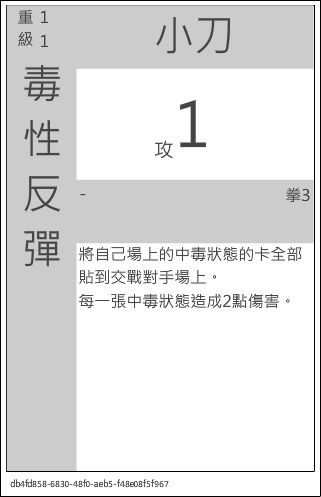 重 1
級 1
毒性反彈
小刀
攻 1
- 拳3
將自己場上的中毒狀態的卡全部
貼到交戰對手場上。
每一張中毒狀態造成2點傷害。
db4fd858-6830-48f0-aeb5-f48e08f5f967